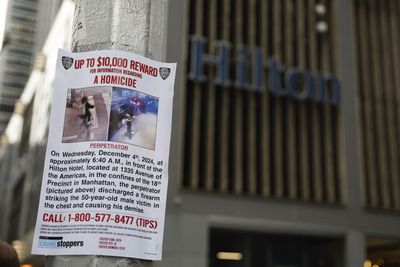 UP TO $10,000 REWARD
FOR INFORMATION REGARDING
A HOMICIDE
PERPETRATOR
On Wednesday, December 4th, 2024, at
approximately 6:40 A.M., in front of the
Hilton Hotel, located at 1335 Avenue of
the Americas, in the confines of the 18th
Precinct in Manhattan, the perpetrator
(pictured above) discharged a firearm
striking the 50-year-old male victim in
the chest and causing his demise.
CALL: 1-800-577-8477 (TIPS)
CRIME
Stoppers
Hilton